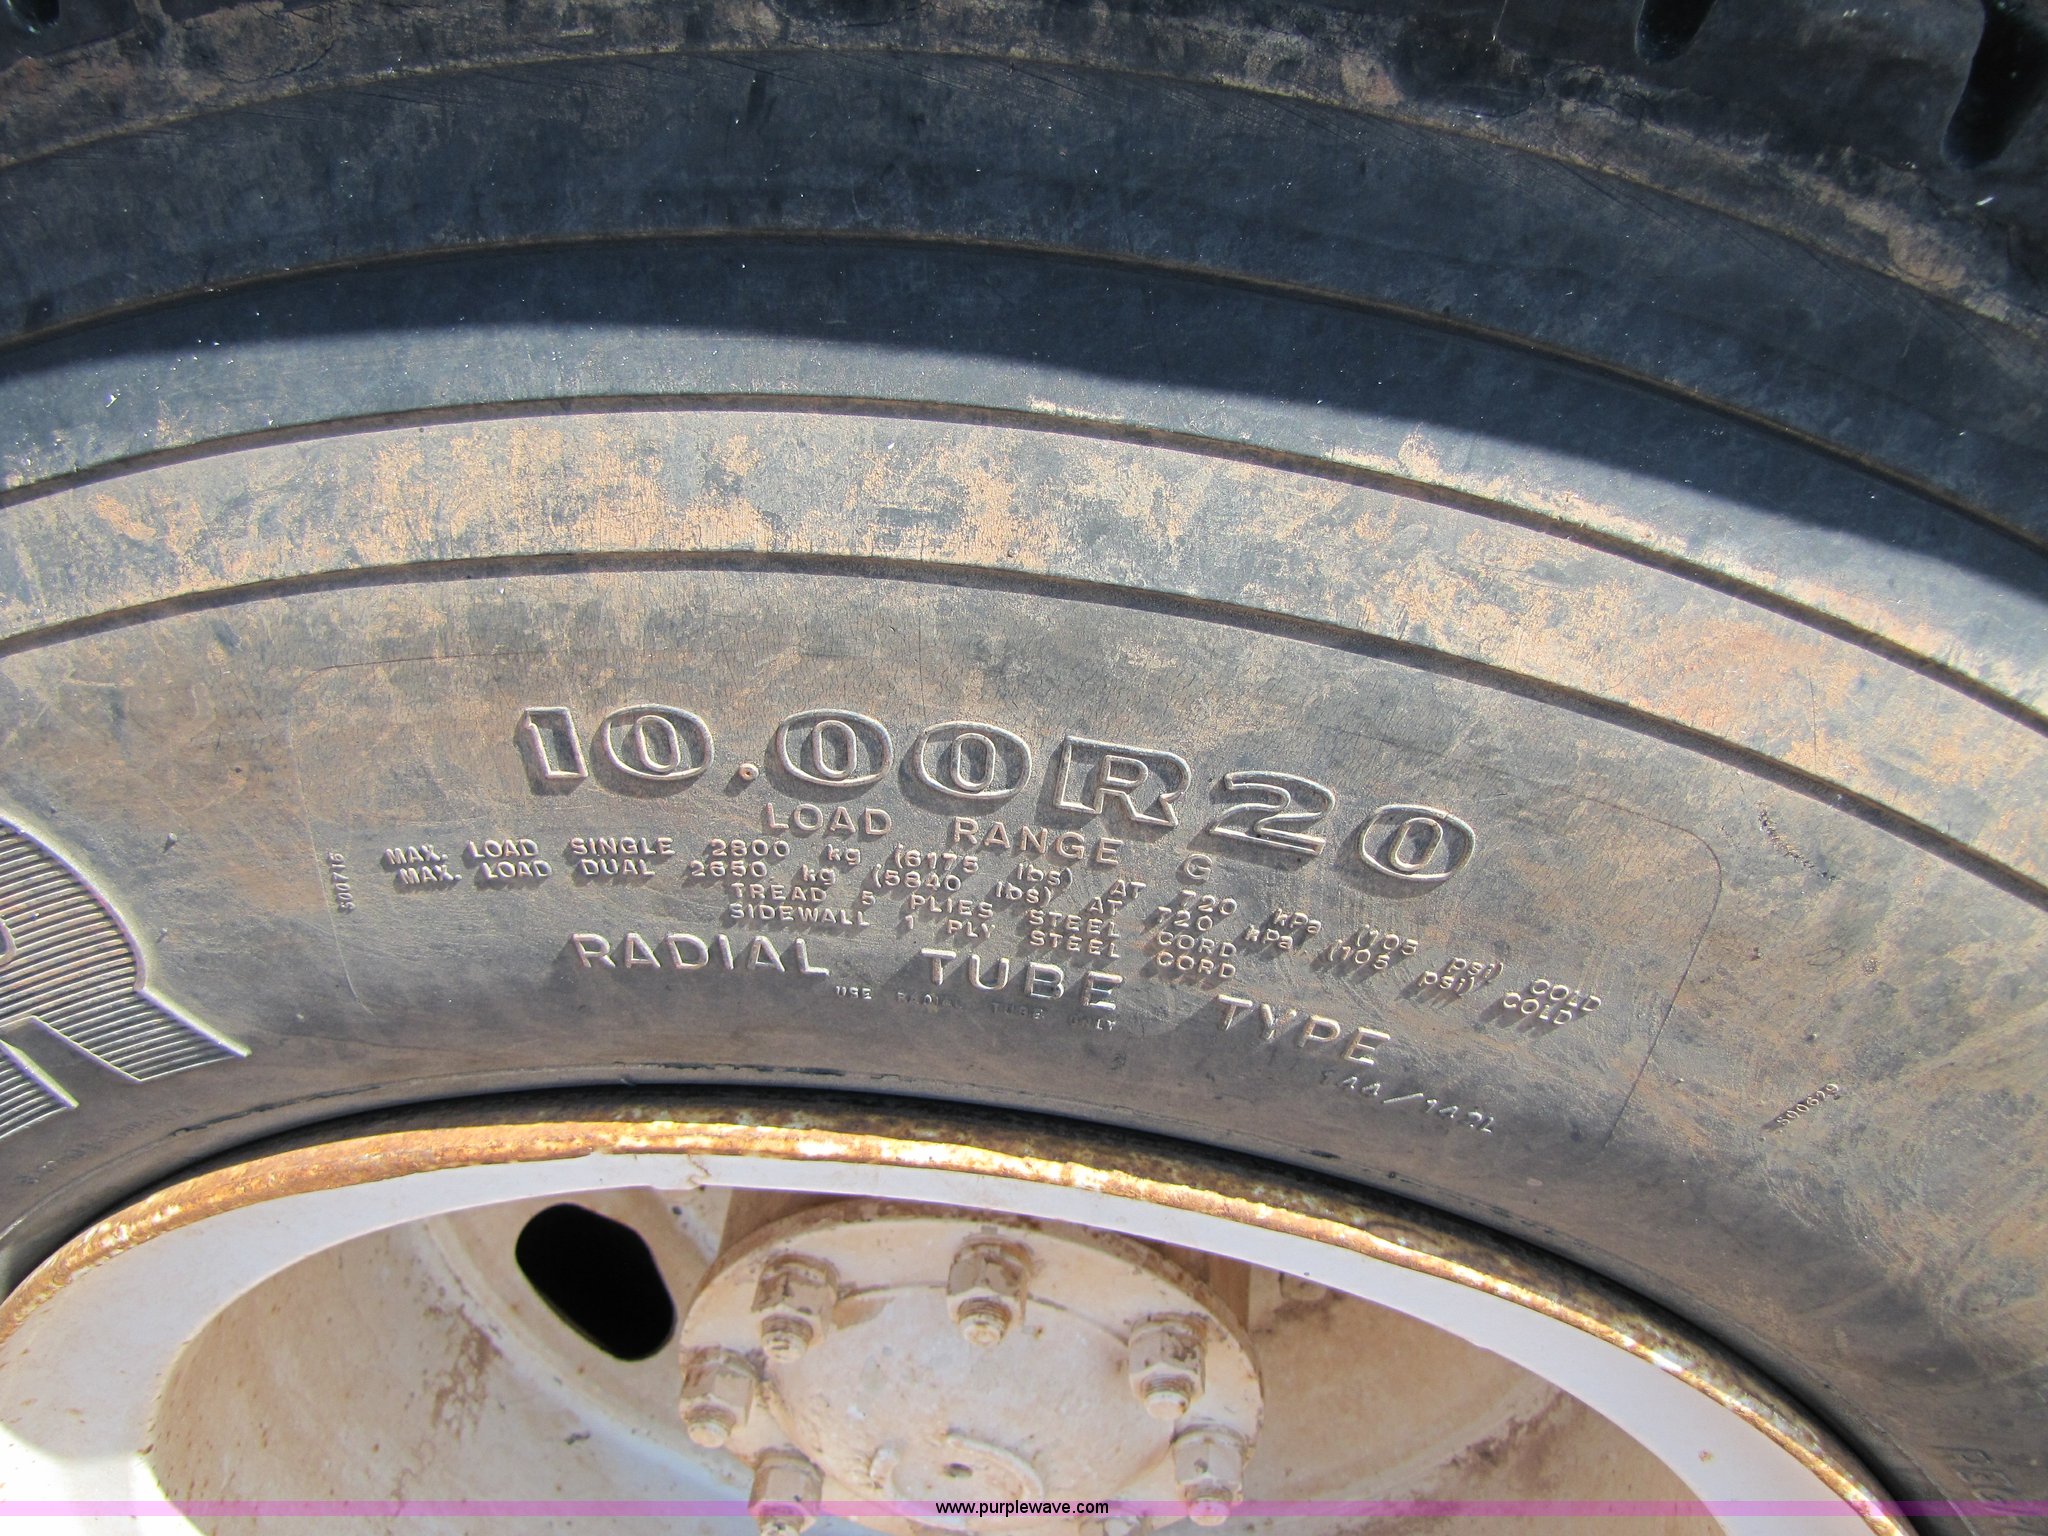 10.00R20
LOAD RANGE G
MAX. LOAD SINGLE 2800 kg (6175 lbs) AT 720 kPa (105 psi) COLD
MAX. LOAD DUAL 2650 kg (5840 lbs) AT 720 kPa (105 psi) COLD
TREAD 5 PLIES STEEL CORD
SIDEWALL 1 PLY STEEL CORD
RADIAL TUBE TYPE
USE RADIAL TUBE ONLY
500716
500629
www.purplewave.com